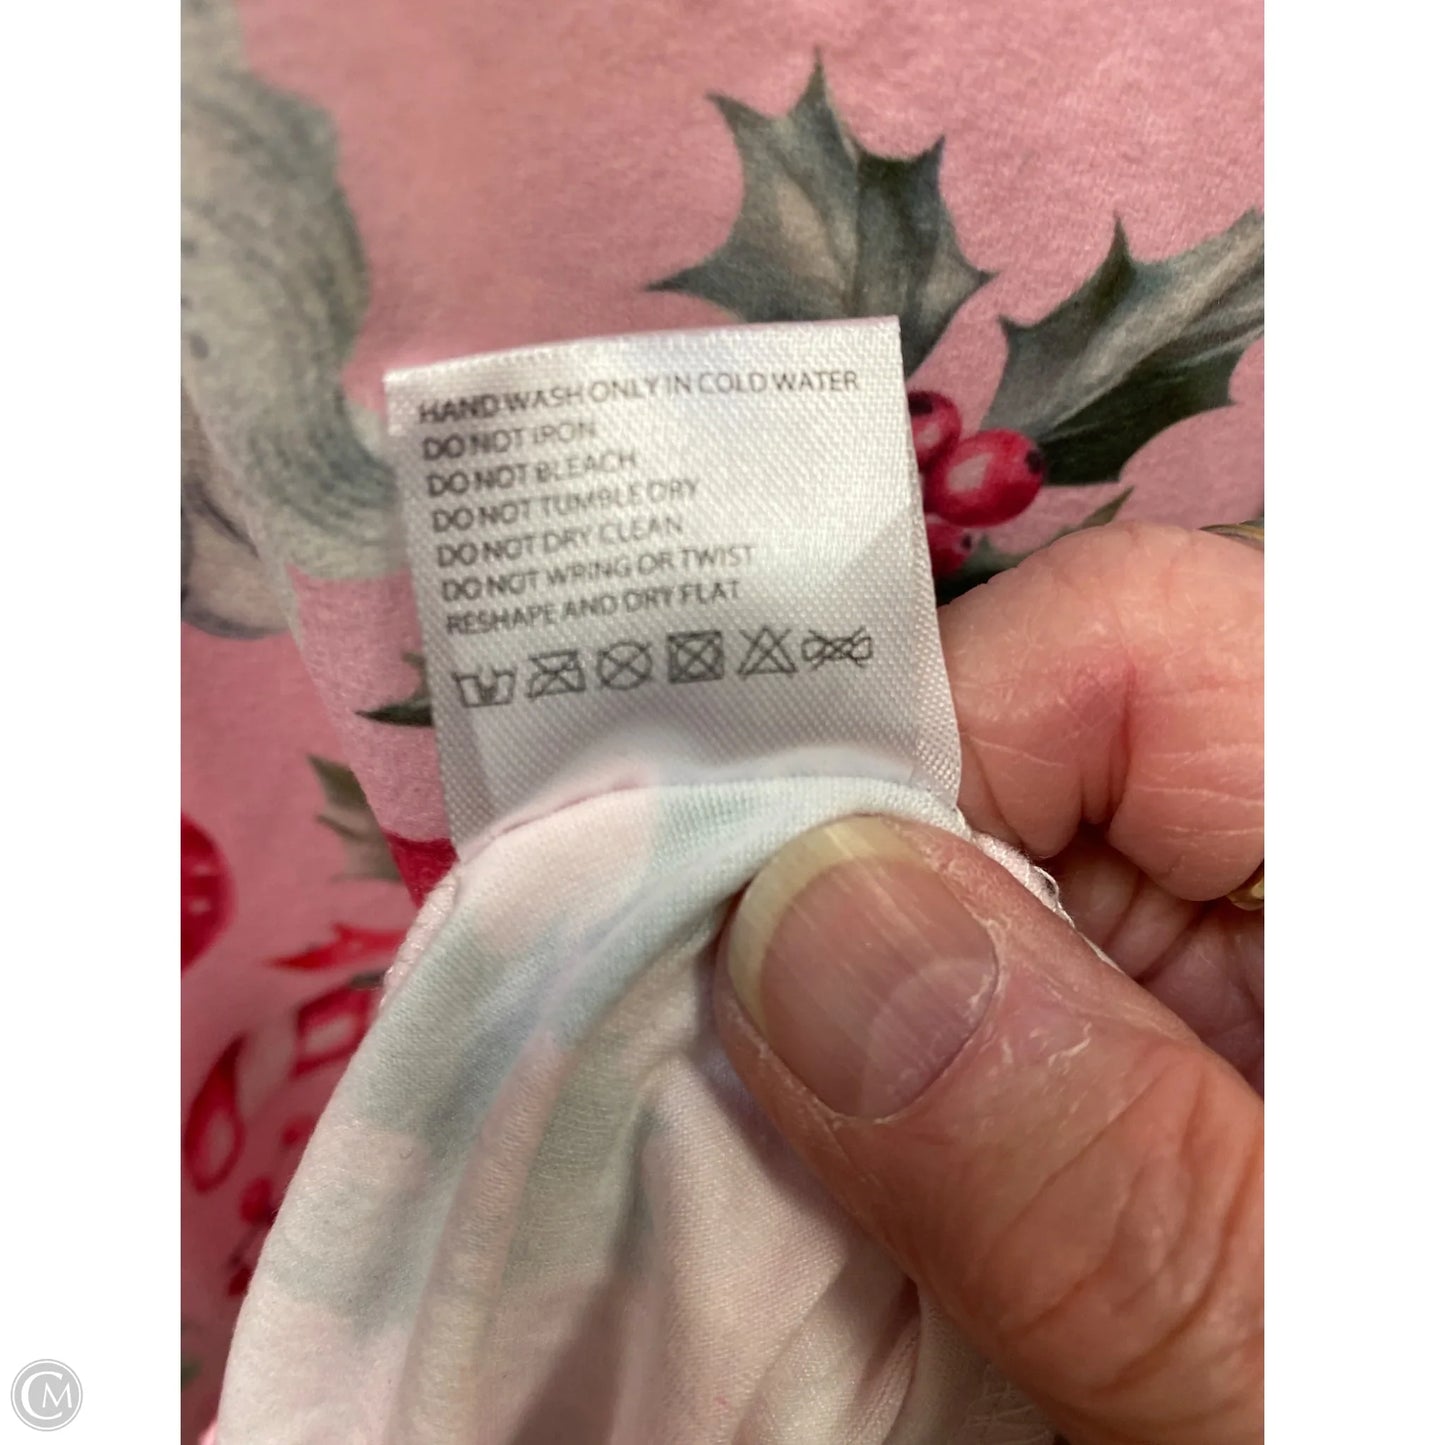 HAND WASH ONLY IN COLD WATER
DO NOT IRON
DO NOT BLEACH
DO NOT TUMBLE DRY
DO NOT DRY CLEAN
DO NOT WRING OR TWIST
RESHAPE AND DRY FLAT
CM